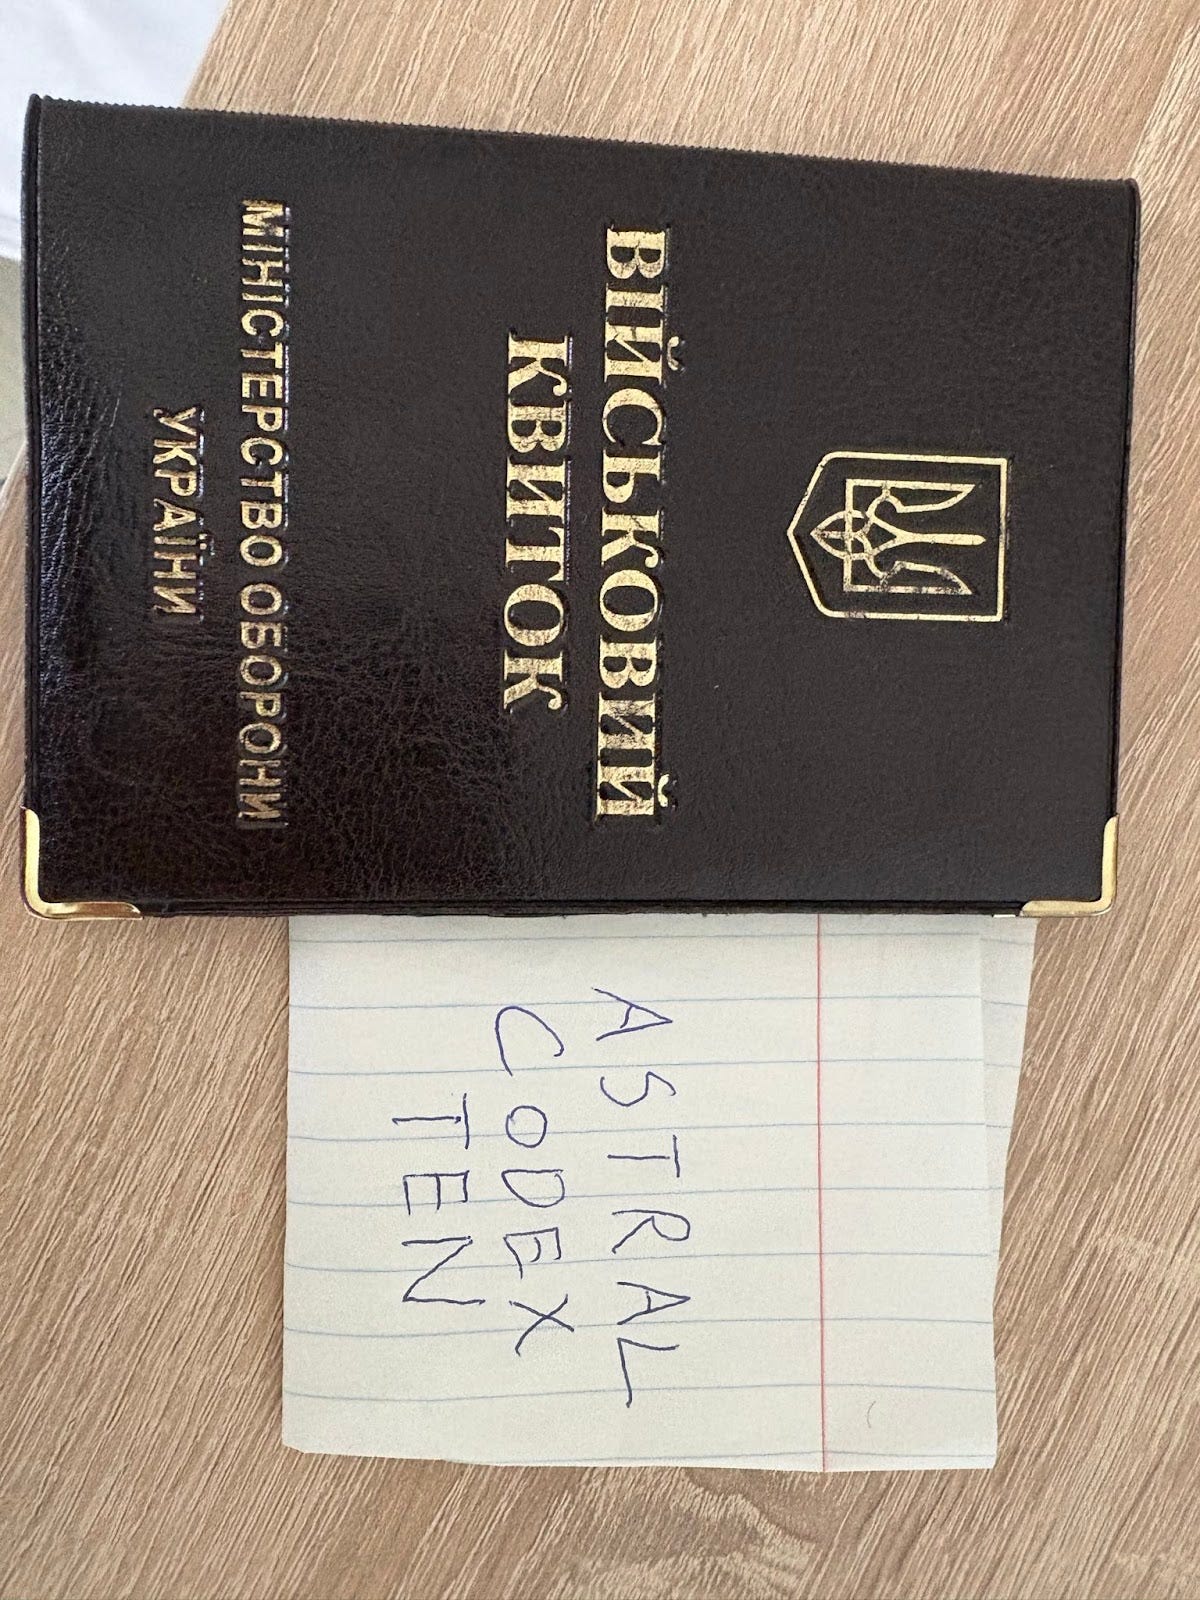 ВІЙСЬКОВИЙ
КВИТОК
МІНІСТЕРСТВО ОБОРОНИ
УКРАЇНИ
ASTRAL
CODEX
TEN